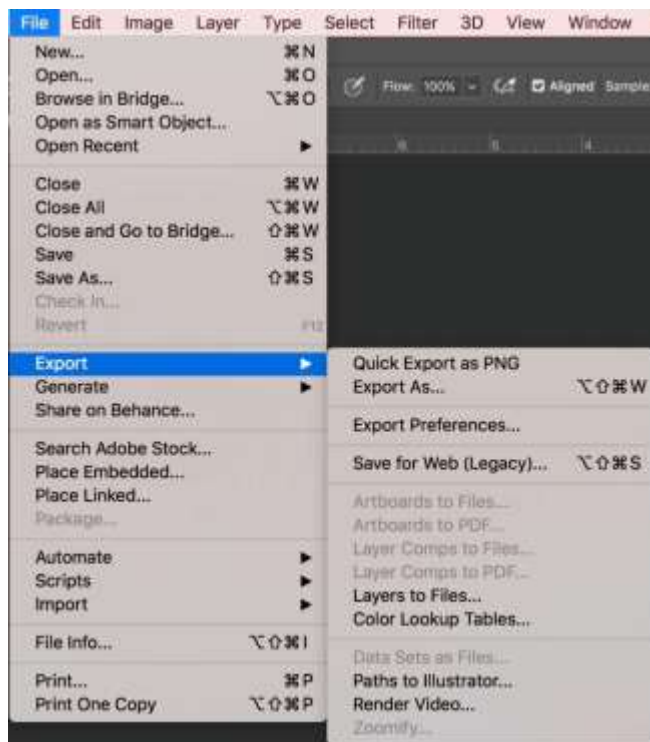 File Edit Image Layer Type Select Filter 3D View Window
Flow: 100% Aligned Sample
New... ⌘N
Open... ⌘O
Browse in Bridge... ⌥⌘O
Open as Smart Object...
Open Recent ▶
Close ⌘W
Close All ⌥⌘W
Close and Go to Bridge... ⇧⌘W
Save ⌘S
Save As... ⇧⌘S
Check In...
Revert F12
Export ▶
Generate ▶
Share on Behance...
Search Adobe Stock...
Place Embedded...
Place Linked...
Package...
Automate ▶
Scripts ▶
Import ▶
File Info... ⌥⇧⌘I
Print... ⌘P
Print One Copy ⌥⇧⌘P
Quick Export as PNG
Export As... ⌥⇧⌘W
Export Preferences...
Save for Web (Legacy)... ⌥⇧⌘S
Artboards to Files...
Artboards to PDF...
Layer Comps to Files...
Layer Comps to PDF...
Layers to Files...
Color Lookup Tables...
Data Sets as Files...
Paths to Illustrator...
Render Video...
Zoomify...